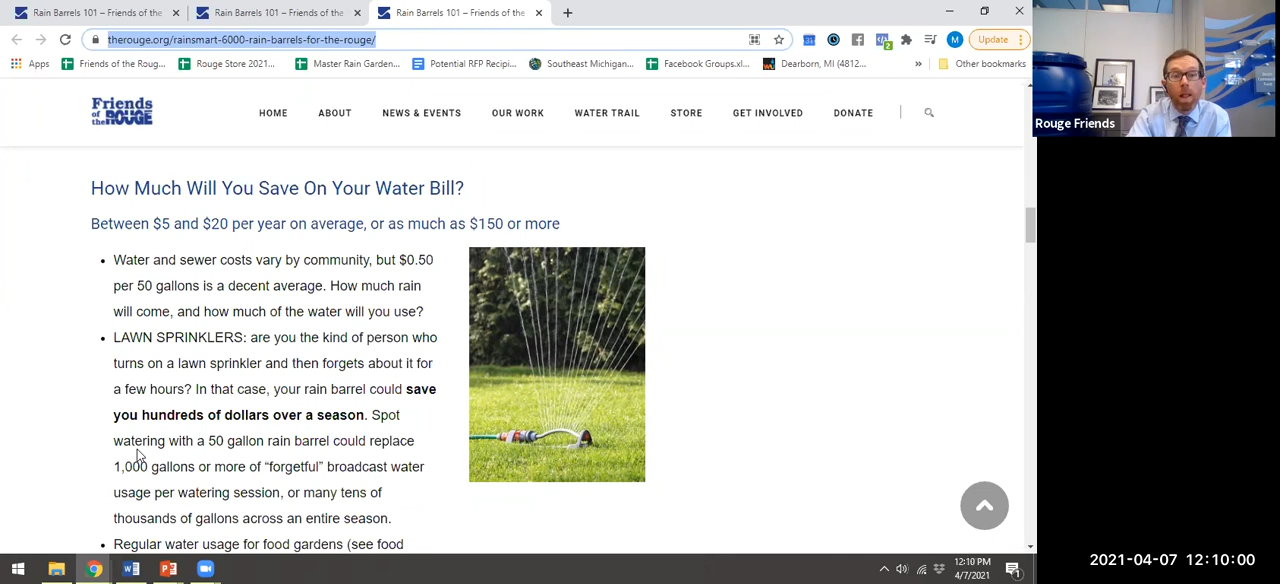 Rain Barrels 101 – Friends of the
Rain Barrels 101 – Friends of the
Rain Barrels 101 – Friends of the
therouge.org/rainsmart-6000-rain-barrels-for-the-rouge/
M
Update
Apps
Friends of the Roug...
Rouge Store 2021...
Master Rain Garden...
Potential RFP Recipi...
Southeast Michigan...
Facebook Groups.xl...
Dearborn, MI (4812...
»
Other bookmarks
Friends
of the ROUGE
HOME
ABOUT
NEWS & EVENTS
OUR WORK
WATER TRAIL
STORE
GET INVOLVED
DONATE
Rouge Friends
How Much Will You Save On Your Water Bill?
Between $5 and $20 per year on average, or as much as $150 or more
• Water and sewer costs vary by community, but $0.50
per 50 gallons is a decent average. How much rain
will come, and how much of the water will you use?
• LAWN SPRINKLERS: are you the kind of person who
turns on a lawn sprinkler and then forgets about it for
a few hours? In that case, your rain barrel could save
you hundreds of dollars over a season. Spot
watering with a 50 gallon rain barrel could replace
1,000 gallons or more of “forgetful” broadcast water
usage per watering session, or many tens of
thousands of gallons across an entire season.
• Regular water usage for food gardens (see food
12:10 PM
4/7/2021
2021-04-07 12:10:00